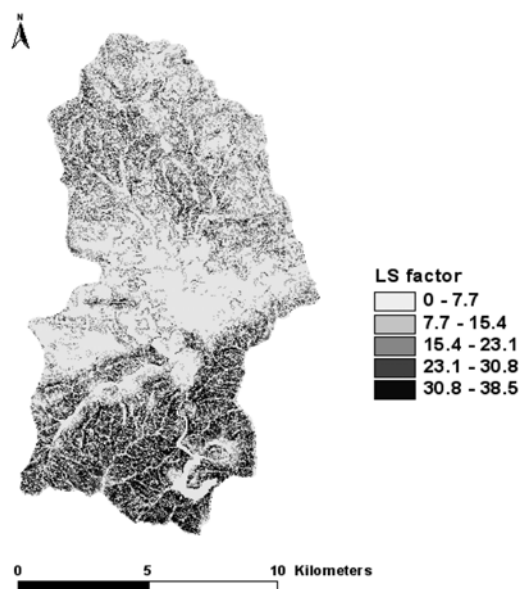 N
LS factor
0 - 7.7
7.7 - 15.4
15.4 - 23.1
23.1 - 30.8
30.8 - 38.5
0 5 10 Kilometers